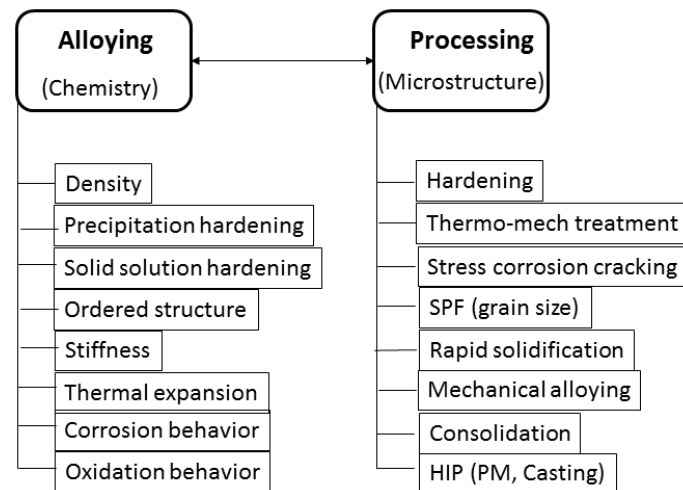 Alloying
(Chemistry)
Density
Precipitation hardening
Solid solution hardening
Ordered structure
Stiffness
Thermal expansion
Corrosion behavior
Oxidation behavior
Processing
(Microstructure)
Hardening
Thermo-mech treatment
Stress corrosion cracking
SPF (grain size)
Rapid solidification
Mechanical alloying
Consolidation
HIP (PM, Casting)